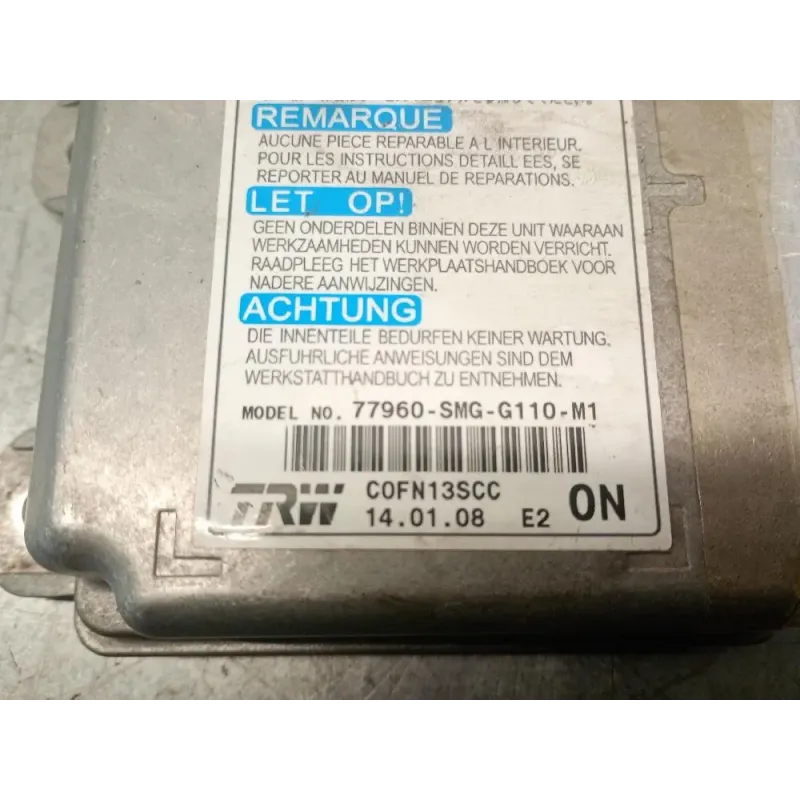 REMARQUE
AUCUNE PIECE REPARABLE A L'INTERIEUR.
POUR LES INSTRUCTIONS DETAILL EES, SE
REPORTER AU MANUEL DE REPARATIONS.
LET OP!
GEEN ONDERDELEN BINNEN DEZE UNIT WAARAAN
WERKZAAMHEDEN KUNNEN WORDEN VERRICHT.
RAADPLEEG HET WERKPLAATSHANDBOEK VOOR
NADERE AANWIJZINGEN.
ACHTUNG
DIE INNENTEILE BEDURFEN KEINER WARTUNG.
AUSFUHRLICHE ANWEISUNGEN SIND DEM
WERKSTATTHANDBUCH ZU ENTNEHMEN.
MODEL NO. 77960-SMG-G110-M1
TRW C0FN13SCC
14.01.08 E2 ON